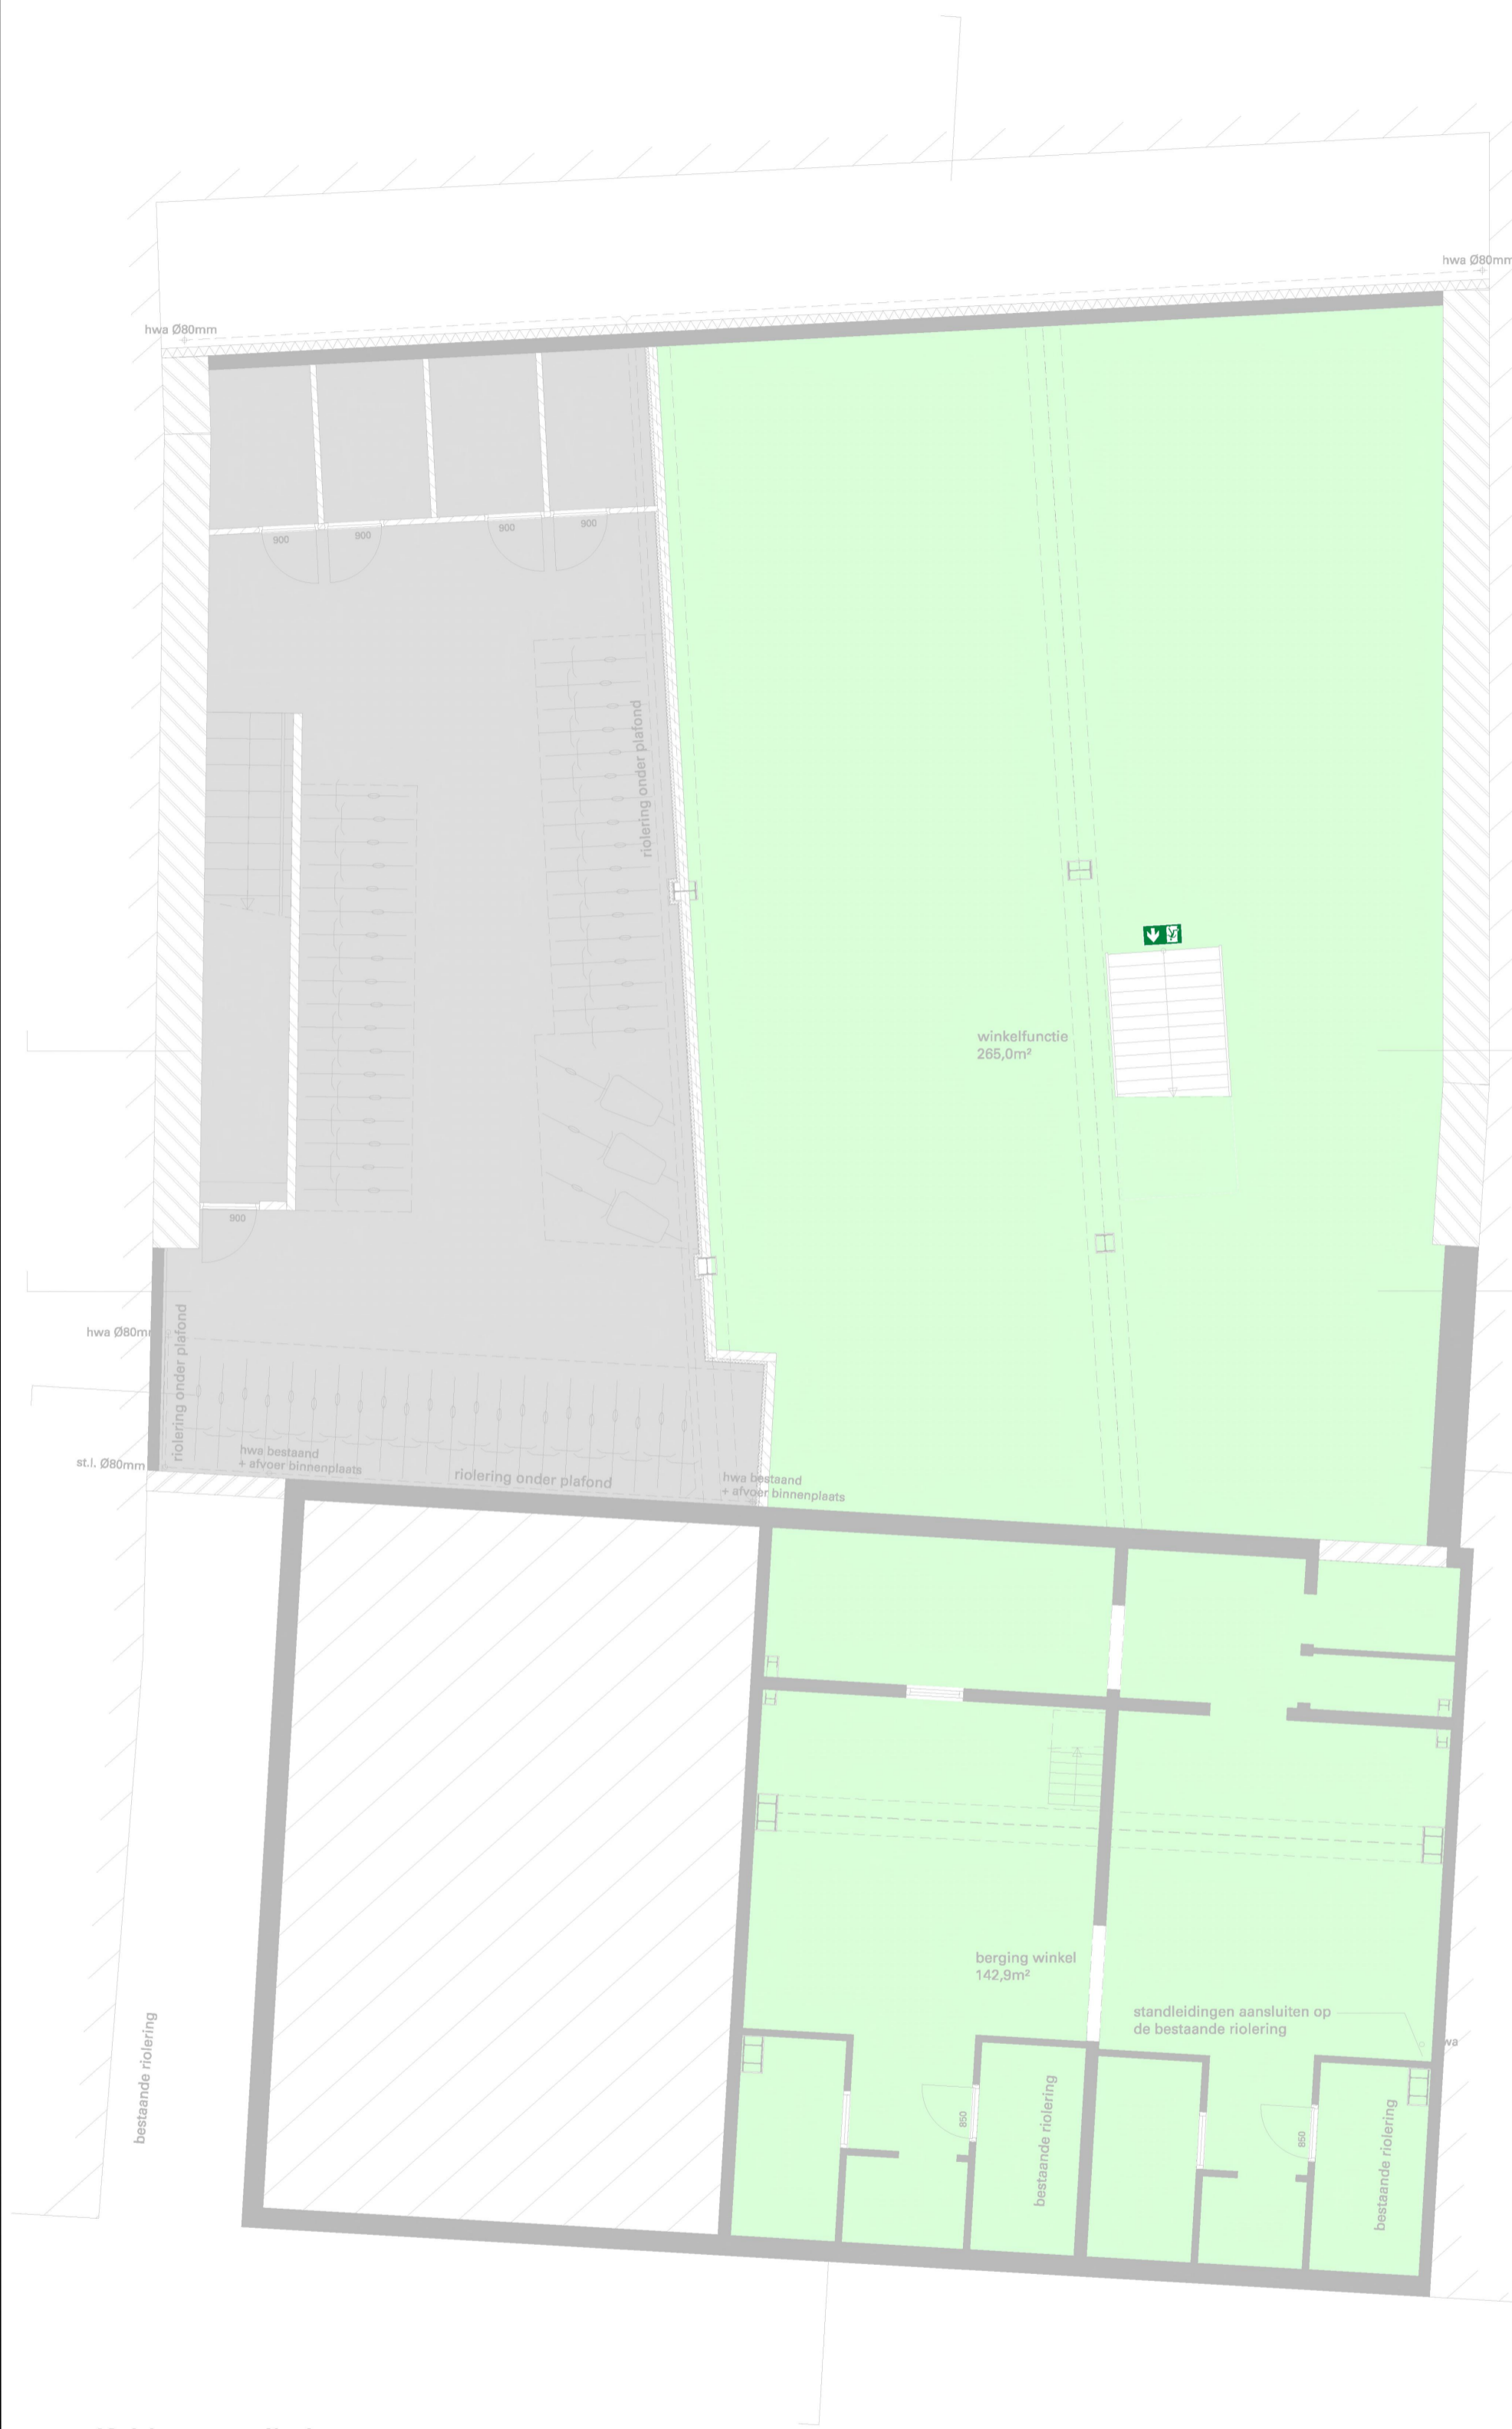 hwa Ø80mm
hwa Ø80mm
900
900
900
900
riolering onder plafond
winkelfunctie
265,0m²
900
riolering onder plafond
hwa Ø80mm
st.l. Ø80mm
hwa bestaand
+ afvoer binnenplaats
riolering onder plafond
hwa bestaand
+ afvoer binnenplaats
berging winkel
142,9m²
standleidingen aansluiten op
de bestaande riolering
bestaande riolering
850
bestaande riolering
850
bestaande riolering